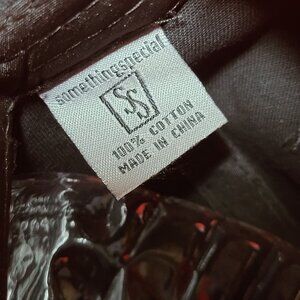 somethingspecial
SS
100% COTTON
MADE IN CHINA